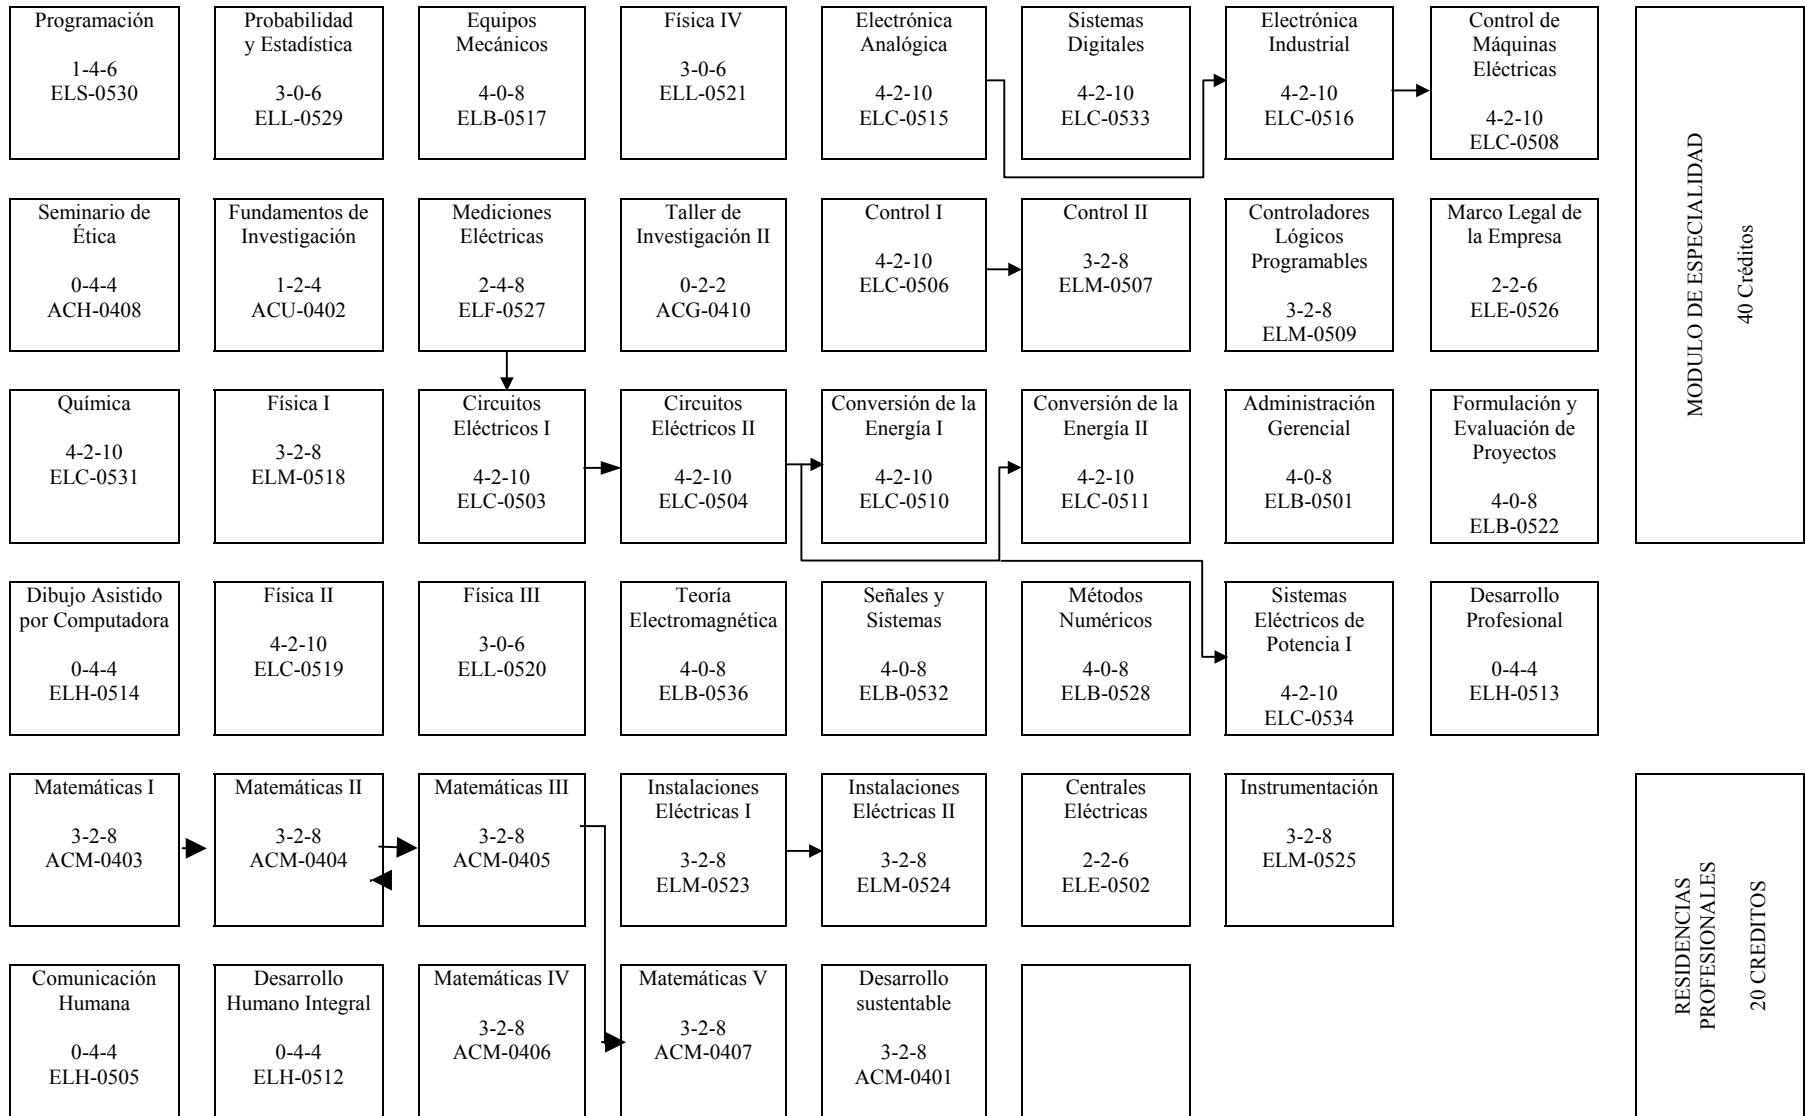 Programación
1-4-6
ELS-0530
Probabilidad
y Estadística
3-0-6
ELL-0529
Equipos
Mecánicos
4-0-8
ELB-0517
Física IV
3-0-6
ELL-0521
Electrónica
Analógica
4-2-10
ELC-0515
Sistemas
Digitales
4-2-10
ELC-0533
Electrónica
Industrial
4-2-10
ELC-0516
Control de
Máquinas
Eléctricas
4-2-10
ELC-0508
MODULO DE ESPECIALIDAD
40 Créditos
Seminario de
Ética
0-4-4
ACH-0408
Fundamentos de
Investigación
1-2-4
ACU-0402
Mediciones
Eléctricas
2-4-8
ELF-0527
Taller de
Investigación II
0-2-2
ACG-0410
Control I
4-2-10
ELC-0506
Control II
3-2-8
ELM-0507
Controladores
Lógicos
Programables
3-2-8
ELM-0509
Marco Legal de
la Empresa
2-2-6
ELE-0526
Química
4-2-10
ELC-0531
Física I
3-2-8
ELM-0518
Circuitos
Eléctricos I
4-2-10
ELC-0503
Circuitos
Eléctricos II
4-2-10
ELC-0504
Conversión de la
Energía I
4-2-10
ELC-0510
Conversión de la
Energía II
4-2-10
ELC-0511
Administración
Gerencial
4-0-8
ELB-0501
Formulación y
Evaluación de
Proyectos
4-0-8
ELB-0522
Dibujo Asistido
por Computadora
0-4-4
ELH-0514
Física II
4-2-10
ELC-0519
Física III
3-0-6
ELL-0520
Teoría
Electromagnética
4-0-8
ELB-0536
Señales y
Sistemas
4-0-8
ELB-0532
Métodos
Numéricos
4-0-8
ELB-0528
Sistemas
Eléctricos de
Potencia I
4-2-10
ELC-0534
Desarrollo
Profesional
0-4-4
ELH-0513
Matemáticas I
3-2-8
ACM-0403
Matemáticas II
3-2-8
ACM-0404
Matemáticas III
3-2-8
ACM-0405
Instalaciones
Eléctricas I
3-2-8
ELM-0523
Instalaciones
Eléctricas II
3-2-8
ELM-0524
Centrales
Eléctricas
2-2-6
ELE-0502
Instrumentación
3-2-8
ELM-0525
RESIDENCIAS
PROFESIONALES
20 CREDITOS
Comunicación
Humana
0-4-4
ELH-0505
Desarrollo
Humano Integral
0-4-4
ELH-0512
Matemáticas IV
3-2-8
ACM-0406
Matemáticas V
3-2-8
ACM-0407
Desarrollo
sustentable
3-2-8
ACM-0401